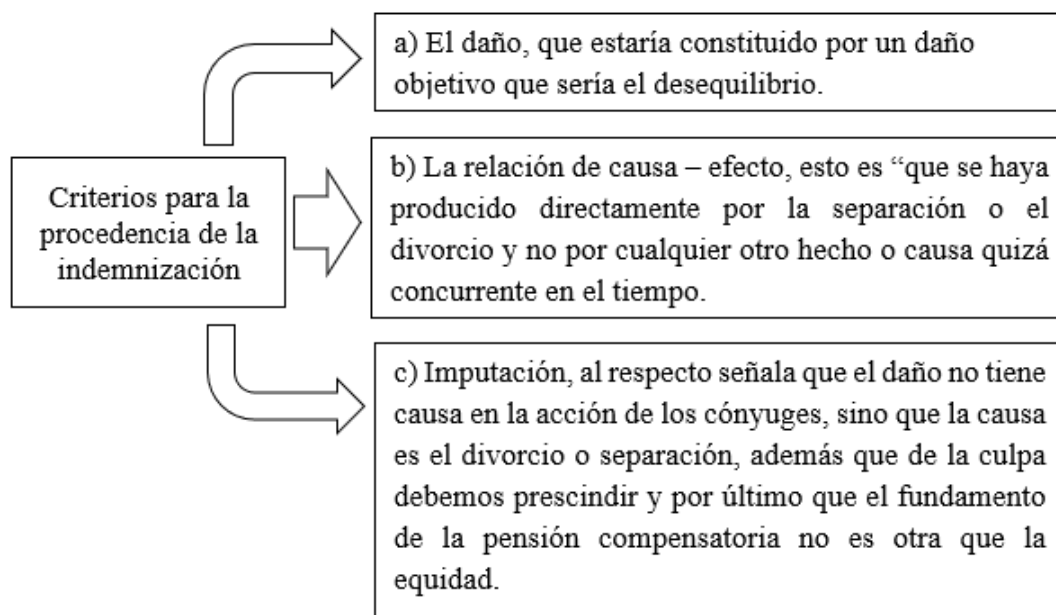 a) El daño, que estaría constituido por un daño
objetivo que sería el desequilibrio.
Criterios para la
procedencia de la
indemnización
b) La relación de causa – efecto, esto es “que se haya
producido directamente por la separación o el
divorcio y no por cualquier otro hecho o causa quizá
concurrente en el tiempo.
c) Imputación, al respecto señala que el daño no tiene
causa en la acción de los cónyuges, sino que la causa
es el divorcio o separación, además que de la culpa
debemos prescindir y por último que el fundamento
de la pensión compensatoria no es otra que la
equidad.